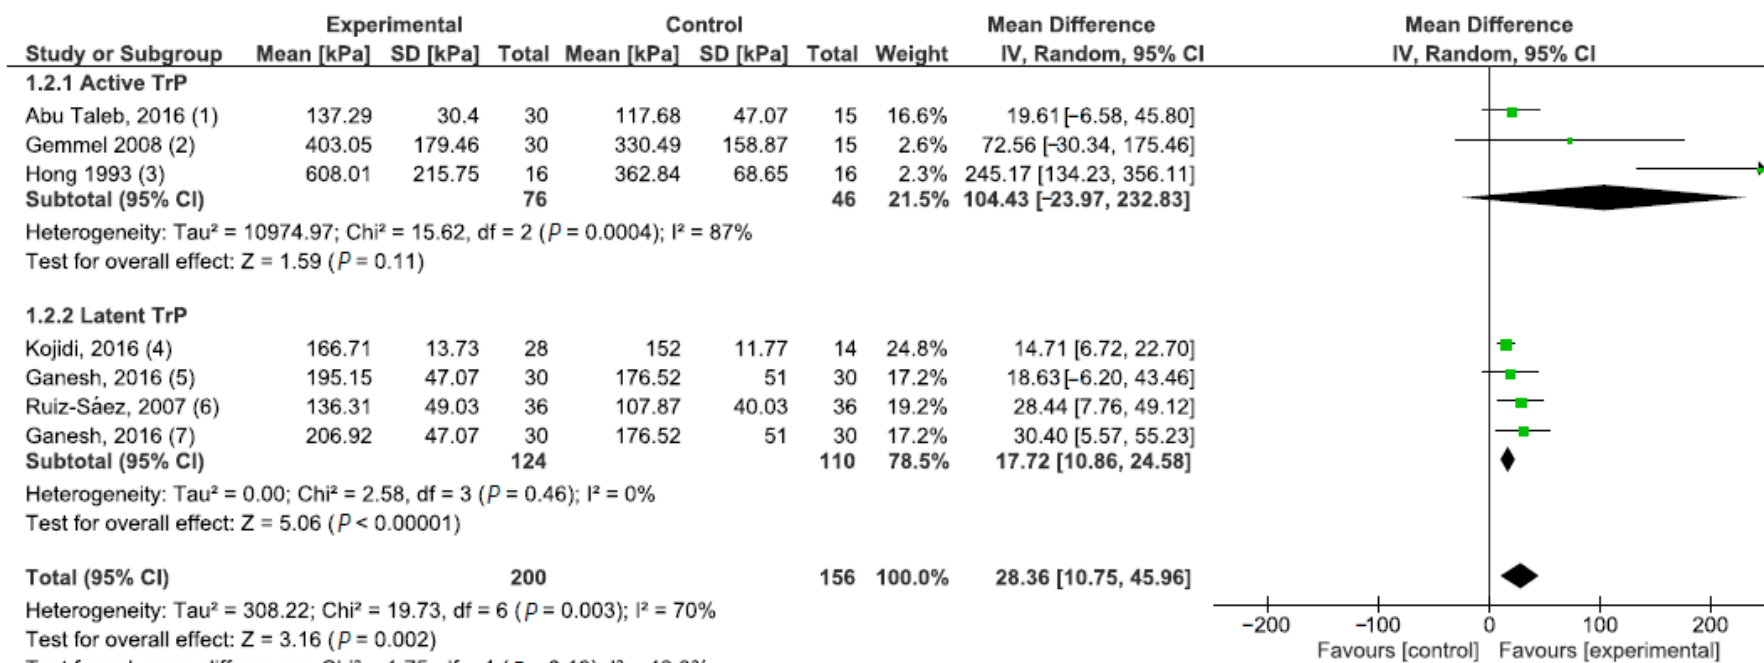 Experimental Control Mean Difference Mean Difference
Study or Subgroup Mean [kPa] SD [kPa] Total Mean [kPa] SD [kPa] Total Weight IV, Random, 95% CI IV, Random, 95% CI
1.2.1 Active TrP
Abu Taleb, 2016 (1) 137.29 30.4 30 117.68 47.07 15 16.6% 19.61 [−6.58, 45.80]
Gemmel 2008 (2) 403.05 179.46 30 330.49 158.87 15 2.6% 72.56 [−30.34, 175.46]
Hong 1993 (3) 608.01 215.75 16 362.84 68.65 16 2.3% 245.17 [134.23, 356.11]
Subtotal (95% CI) 76 46 21.5% 104.43 [−23.97, 232.83]
Heterogeneity: Tau² = 10974.97; Chi² = 15.62, df = 2 (P = 0.0004); I² = 87%
Test for overall effect: Z = 1.59 (P = 0.11)
1.2.2 Latent TrP
Kojidi, 2016 (4) 166.71 13.73 28 152 11.77 14 24.8% 14.71 [6.72, 22.70]
Ganesh, 2016 (5) 195.15 47.07 30 176.52 51 30 17.2% 18.63 [−6.20, 43.46]
Ruiz-Sáez, 2007 (6) 136.31 49.03 36 107.87 40.03 36 19.2% 28.44 [7.76, 49.12]
Ganesh, 2016 (7) 206.92 47.07 30 176.52 51 30 17.2% 30.40 [5.57, 55.23]
Subtotal (95% CI) 124 110 78.5% 17.72 [10.86, 24.58]
Heterogeneity: Tau² = 0.00; Chi² = 2.58, df = 3 (P = 0.46); I² = 0%
Test for overall effect: Z = 5.06 (P < 0.00001)
Total (95% CI) 200 156 100.0% 28.36 [10.75, 45.96]
Heterogeneity: Tau² = 308.22; Chi² = 19.73, df = 6 (P = 0.003); I² = 70%
Test for overall effect: Z = 3.16 (P = 0.002)
−200 −100 0 100 200
Favours [control] Favours [experimental]